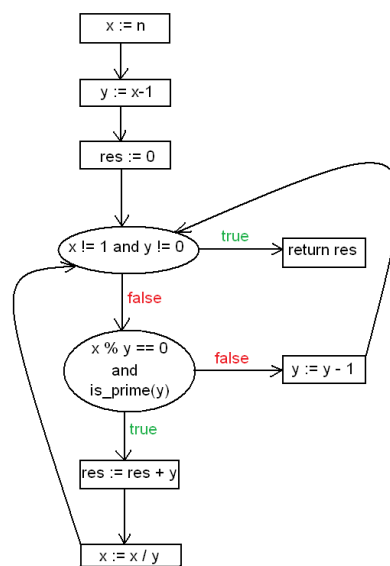 x := n
y := x-1
res := 0
x != 1 and y != 0
true
return res
false
x % y == 0
and
is_prime(y)
false
y := y - 1
true
res := res + y
x := x / y